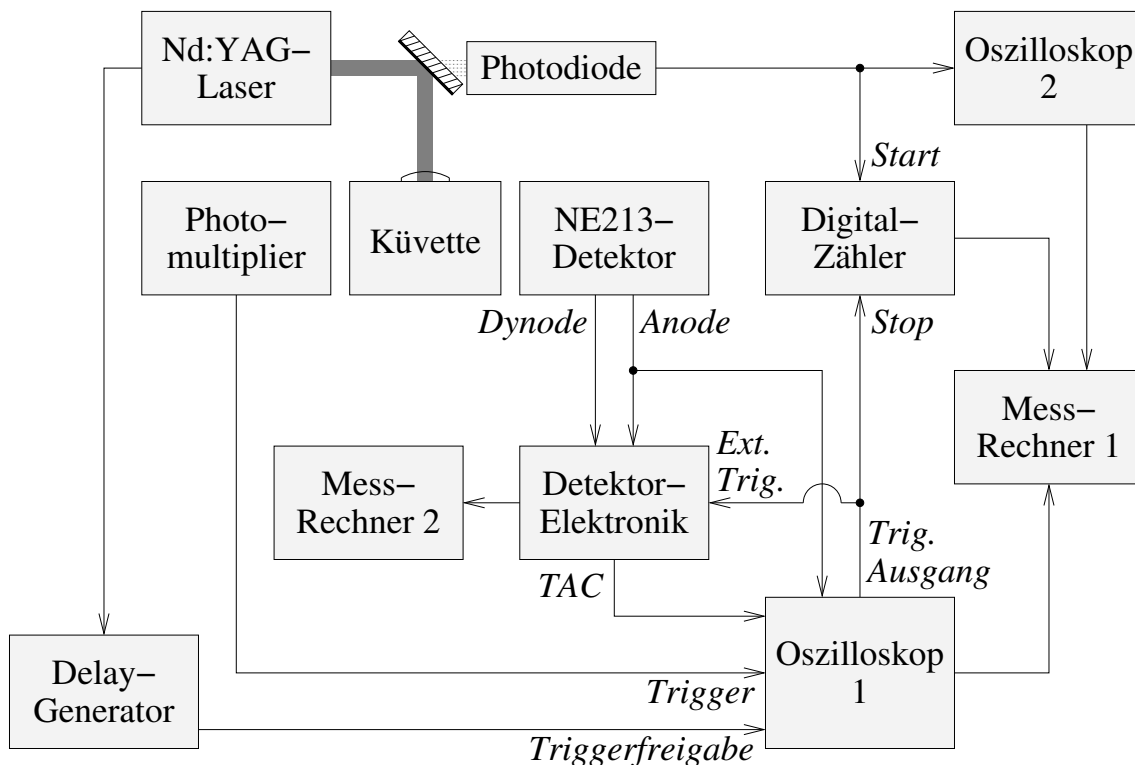 Nd:YAG–
Laser
Photodiode
Oszilloskop
2
Start
Photo–
multiplier
Küvette
NE213–
Detektor
Digital–
Zähler
Dynode
Anode
Stop
Mess–
Rechner 1
Ext.
Trig.
Mess–
Rechner 2
Detektor–
Elektronik
Trig.
Ausgang
TAC
Delay–
Generator
Oszilloskop
1
Trigger
Triggerfreigabe